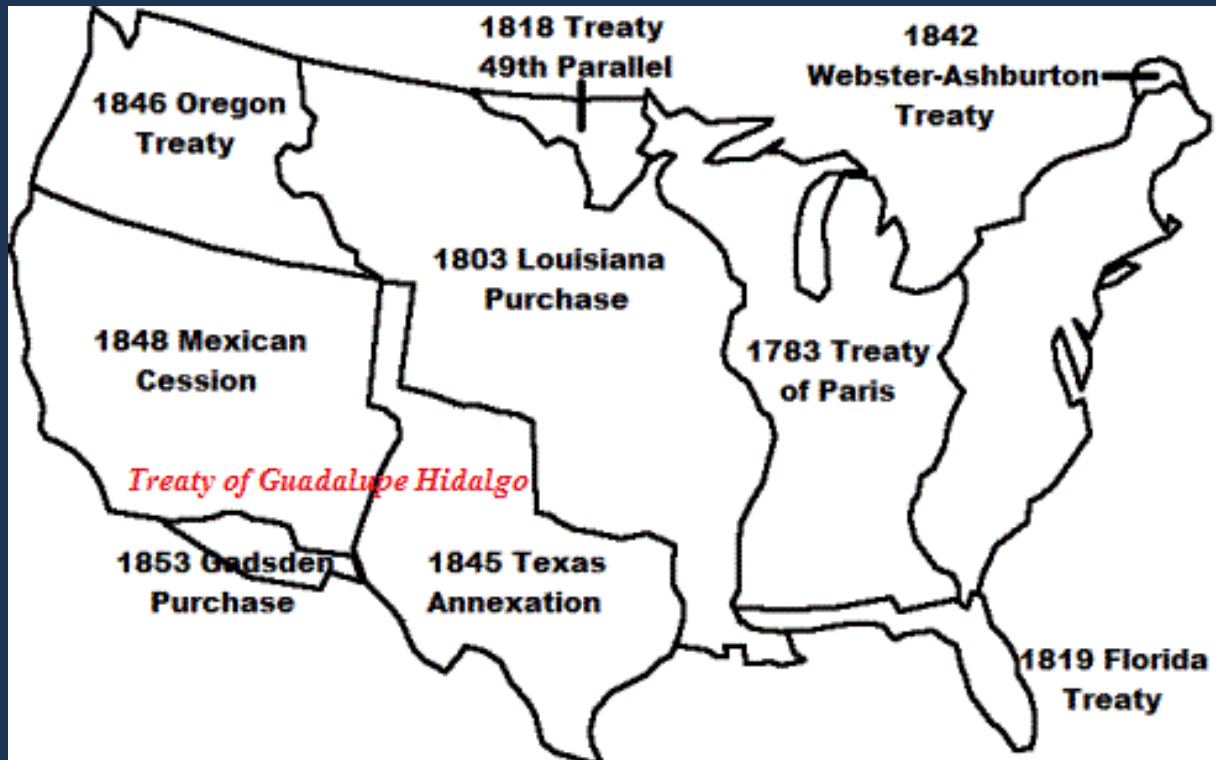 1818 Treaty
49th Parallel
1842
Webster-Ashburton
Treaty
1846 Oregon
Treaty
1803 Louisiana
Purchase
1848 Mexican
Cession
1783 Treaty
of Paris
Treaty of Guadalupe Hidalgo
1853 Gadsden
Purchase
1845 Texas
Annexation
1819 Florida
Treaty